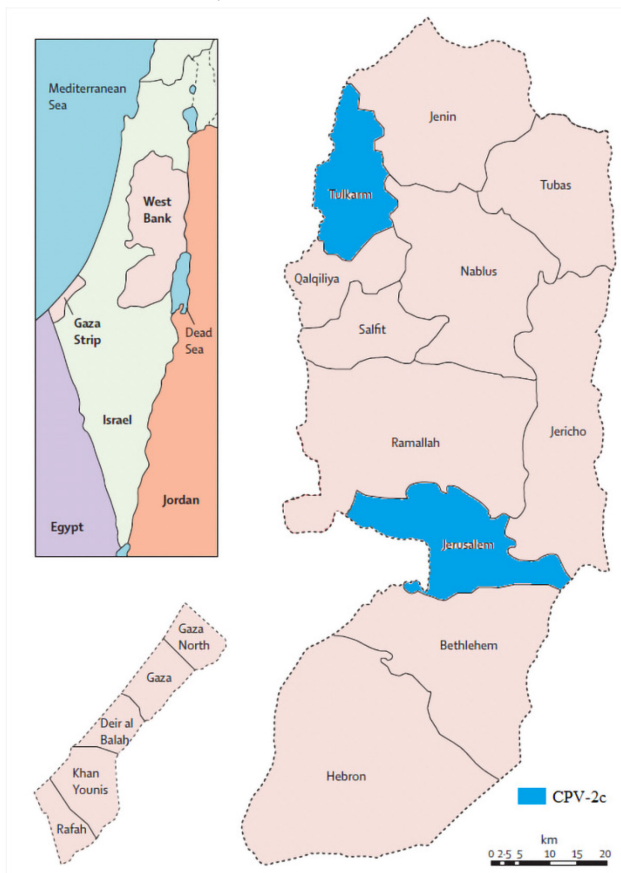 Mediterranean
Sea
West
Bank
Gaza
Strip
Dead
Sea
Israel
Egypt
Jordan
Jenin
Tulkarm
Tubas
Qalqiliya
Nablus
Salfit
Ramallah
Jericho
Jerusalem
Bethlehem
Hebron
Gaza
North
Gaza
Deir al
Balah
Khan
Younis
Rafah
CPV-2c
km
0 2·5 5 10 15 20